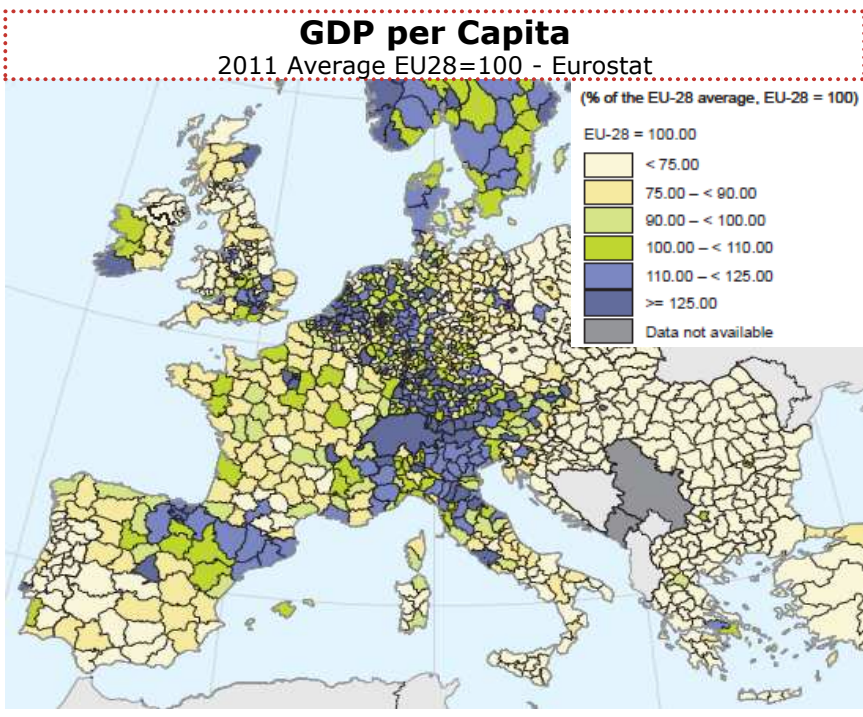 GDP per Capita
2011 Average EU28=100 - Eurostat
(% of the EU-28 average, EU-28 = 100)
EU-28 = 100.00
< 75.00
75.00 – < 90.00
90.00 – < 100.00
100.00 – < 110.00
110.00 – < 125.00
>= 125.00
Data not available